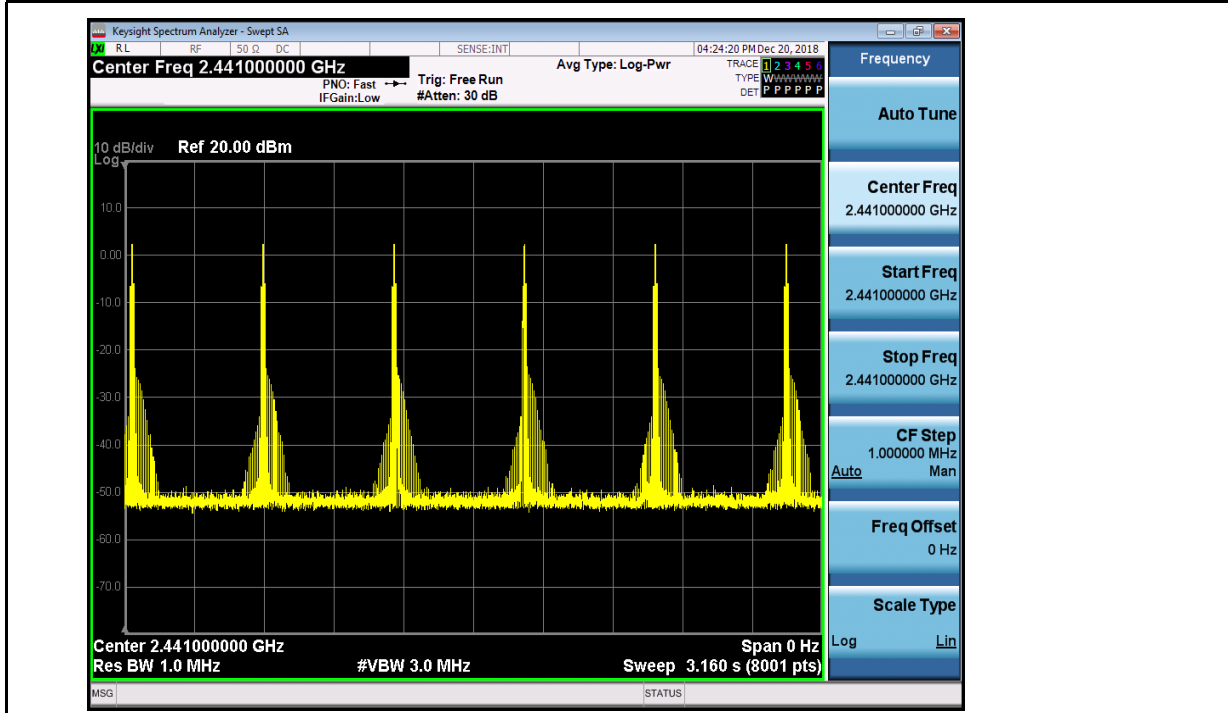 Keysight Spectrum Analyzer - Swept SA
LXI RL RF 50 Ω DC SENSE:INT 04:24:20 PM Dec 20, 2018
Center Freq 2.441000000 GHz
Avg Type: Log-Pwr
TRACE 1 2 3 4 5 6
PNO: Fast
Trig: Free Run
TYPE WWWWWW
IFGain:Low
#Atten: 30 dB
DET P P P P P P
10 dB/div Ref 20.00 dBm
Log
10.0
0.00
-10.0
-20.0
-30.0
-40.0
-50.0
-60.0
-70.0
Center 2.441000000 GHz Span 0 Hz
Res BW 1.0 MHz #VBW 3.0 MHz Sweep 3.160 s (8001 pts)
MSG STATUS
Frequency
Auto Tune
Center Freq
2.441000000 GHz
Start Freq
2.441000000 GHz
Stop Freq
2.441000000 GHz
CF Step
1.000000 MHz
Auto Man
Freq Offset
0 Hz
Scale Type
Log Lin